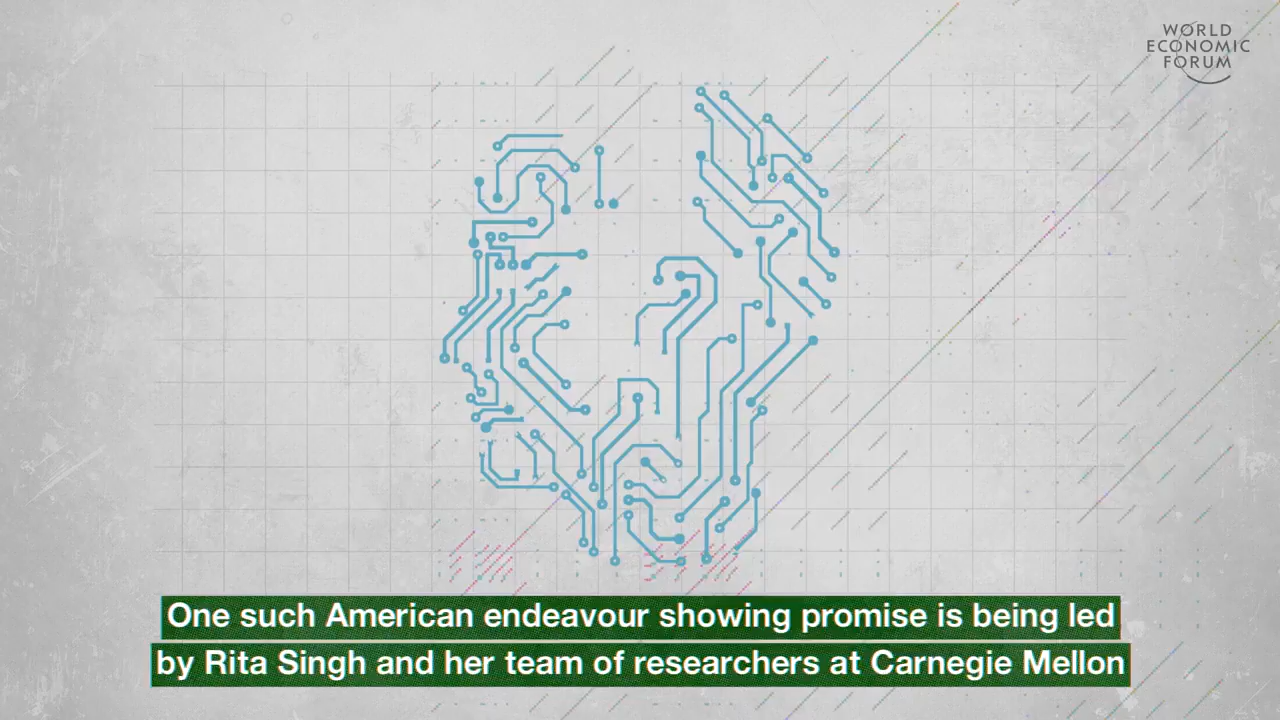 WORLD
ECONOMIC
FORUM
One such American endeavour showing promise is being led
by Rita Singh and her team of researchers at Carnegie Mellon